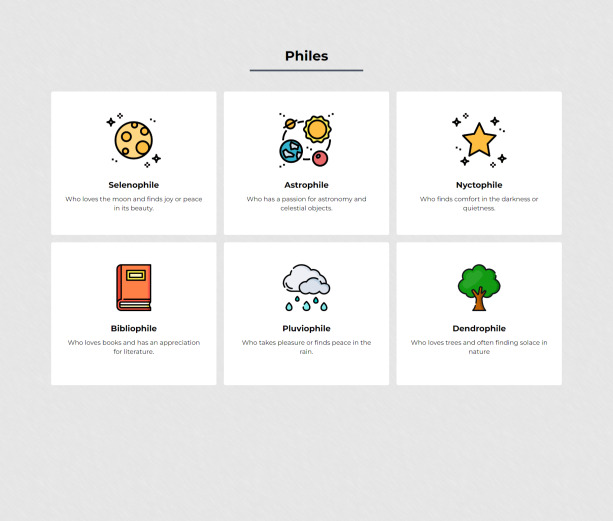 Philes
Selenophile
Who loves the moon and finds joy or peace
in its beauty.
Astrophile
Who has a passion for astronomy and
celestial objects.
Nyctophile
Who finds comfort in the darkness or
quietness.
Bibliophile
Who loves books and has an appreciation
for literature.
Pluviophile
Who takes pleasure or finds peace in the
rain.
Dendrophile
Who loves trees and often finding solace in
nature